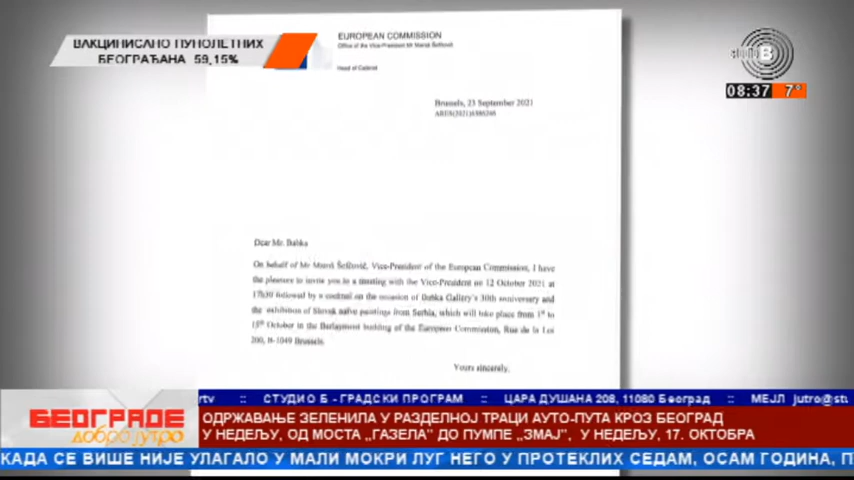 ВАКЦИНИСАНО ПУНОЛЕТНИХ
БЕОГРАЂАНА 59,15%
EUROPEAN COMMISSION
Office of the Vice-President Mr Maroš Šefčovič
Head of Cabinet
Brussels, 23 September 2021
08:37 7°
Dear Mr. Babka
On behalf of Mr Maroš Šefčovič, Vice-President of the European Commission, I have
the pleasure to invite you to a meeting with the Vice-President on 12 October 2021 at
17h30 followed by a cocktail on the occasion of Babka Gallery's 30th anniversary and
the exhibition of Slovak naïve paintings from Serbia, which will take place from 1st to
15th October in the Berlaymont building of the European Commission, Rue de la Loi
200, B-1049 Brussels.
Yours sincerely,
rtv :: СТУДИО Б - ГРАДСКИ ПРОГРАМ :: ЦАРА ДУШАНА 208, 11080 Београд :: МЕЈЛ jutro@stu
БЕОГРАДЕ
добро јутро
ОДРЖАВАЊЕ ЗЕЛЕНИЛА У РАЗДЕЛНОЈ ТРАЦИ АУТО-ПУТА КРОЗ БЕОГРАД
У НЕДЕЉУ, ОД МОСТА „ГАЗЕЛА” ДО ПУМПЕ „ЗМАЈ”, У НЕДЕЉУ, 17. ОКТОБРА
КАДА СЕ ВИШЕ НИЈЕ УЛАГАЛО У МАЛИ МОКРИ ЛУГ НЕГО У ПРОТЕКЛИХ СЕДАМ, ОСАМ ГОДИНА, П